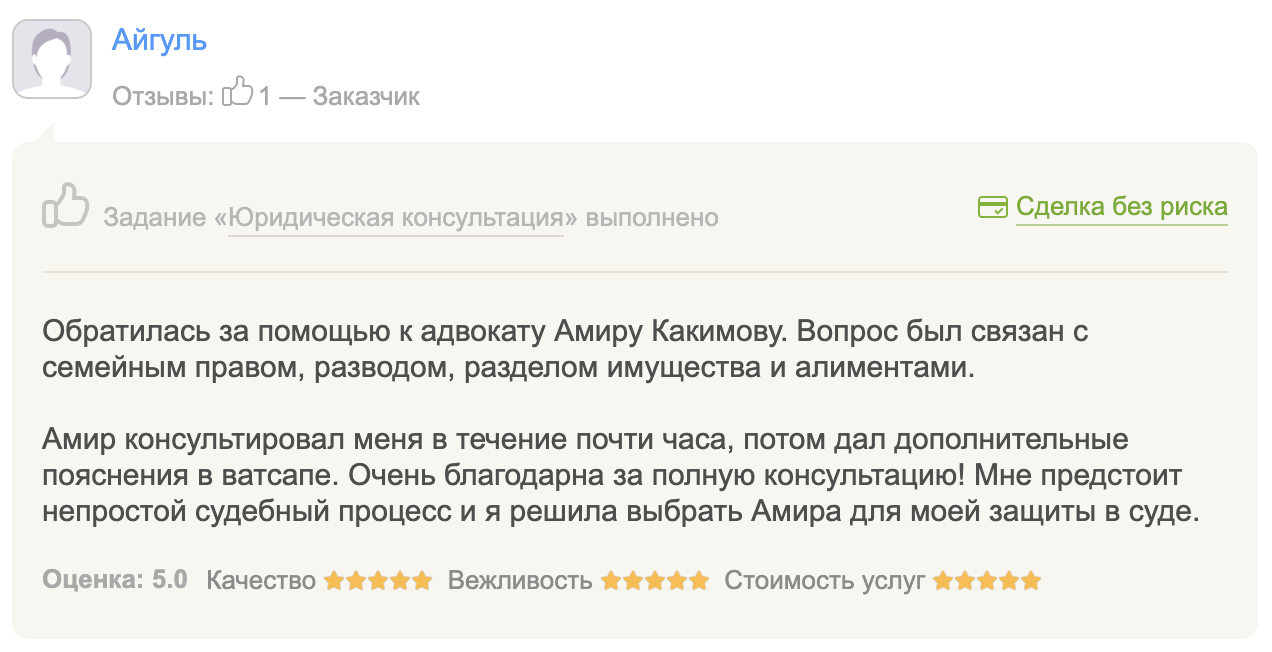 Айгуль
Отзывы: 1 — Заказчик
Задание «Юридическая консультация» выполнено
Сделка без риска
Обратилась за помощью к адвокату Амиру Какимову. Вопрос был связан с
семейным правом, разводом, разделом имущества и алиментами.
Амир консультировал меня в течение почти часа, потом дал дополнительные
пояснения в ватсапе. Очень благодарна за полную консультацию! Мне предстоит
непростой судебный процесс и я решила выбрать Амира для моей защиты в суде.
Оценка: 5.0 Качество Вежливость Стоимость услуг